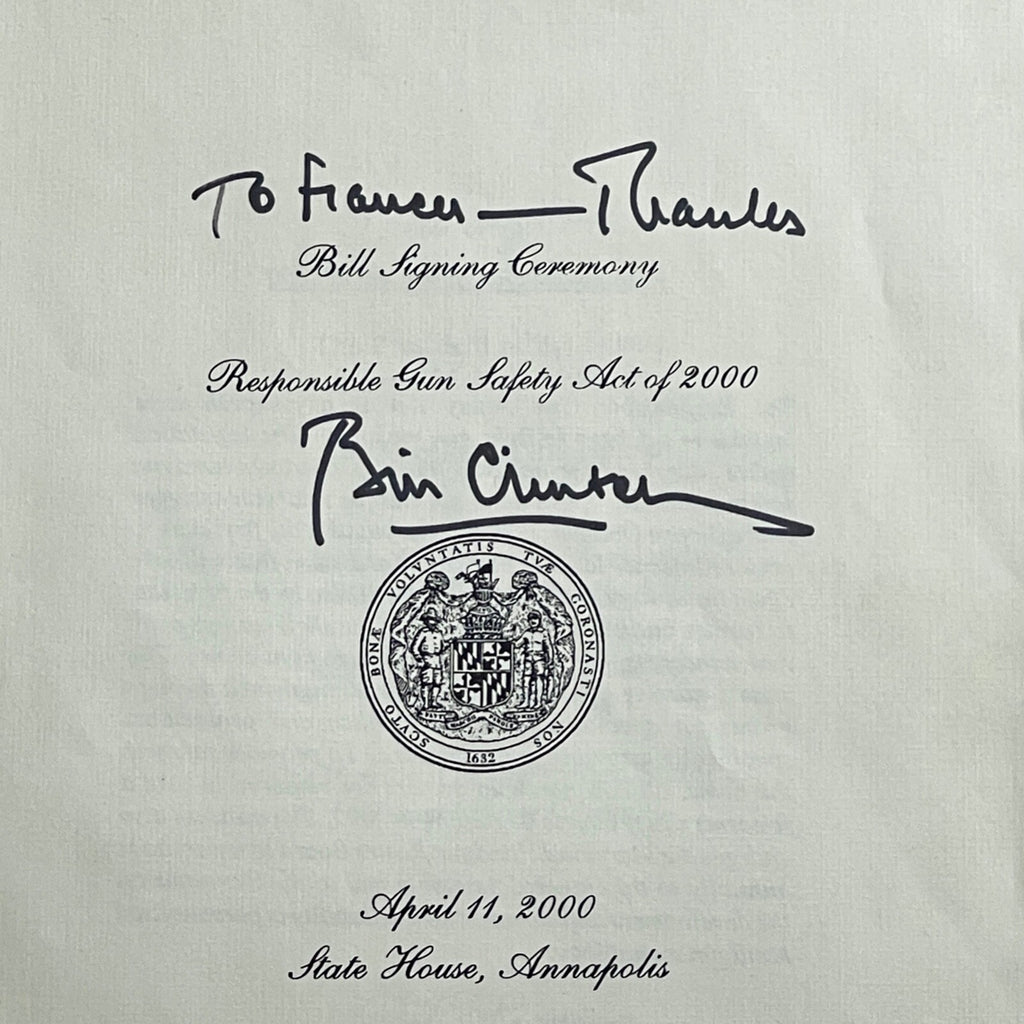 To Frances — Thanks
Bill Signing Ceremony
Responsible Gun Safety Act of 2000
Bill Clinton
SCVTO BONÆ VOLVNTATIS TVÆ CORONASTI NOS
1632
April 11, 2000
State House, Annapolis